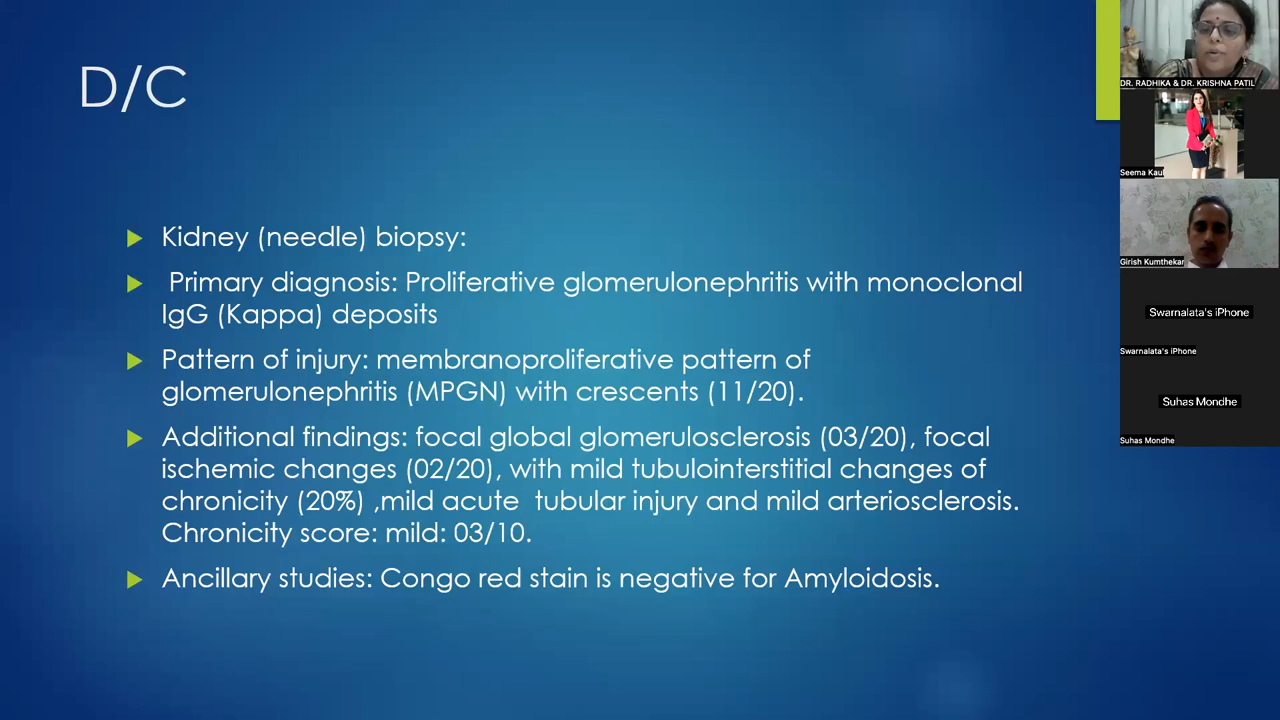 D/C
Kidney (needle) biopsy:
Primary diagnosis: Proliferative glomerulonephritis with monoclonal
IgG (Kappa) deposits
Pattern of injury: membranoproliferative pattern of
glomerulonephritis (MPGN) with crescents (11/20).
Additional findings: focal global glomerulosclerosis (03/20), focal
ischemic changes (02/20), with mild tubulointerstitial changes of
chronicity (20%) ,mild acute  tubular injury and mild arteriosclerosis.
Chronicity score: mild: 03/10.
Ancillary studies: Congo red stain is negative for Amyloidosis.
DR. RADHIKA & DR. KRISHNA PATIL
Seema Kaul
Girish Kumthekar
Swarnalata's iPhone
Swarnalata's iPhone
Suhas Mondhe
Suhas Mondhe